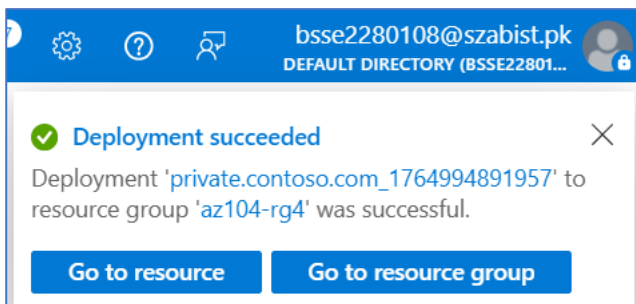 bsse2280108@szabist.pk
DEFAULT DIRECTORY (BSSE22801...
Deployment succeeded
Deployment 'private.contoso.com_1764994891957' to
resource group 'az104-rg4' was successful.
Go to resource
Go to resource group